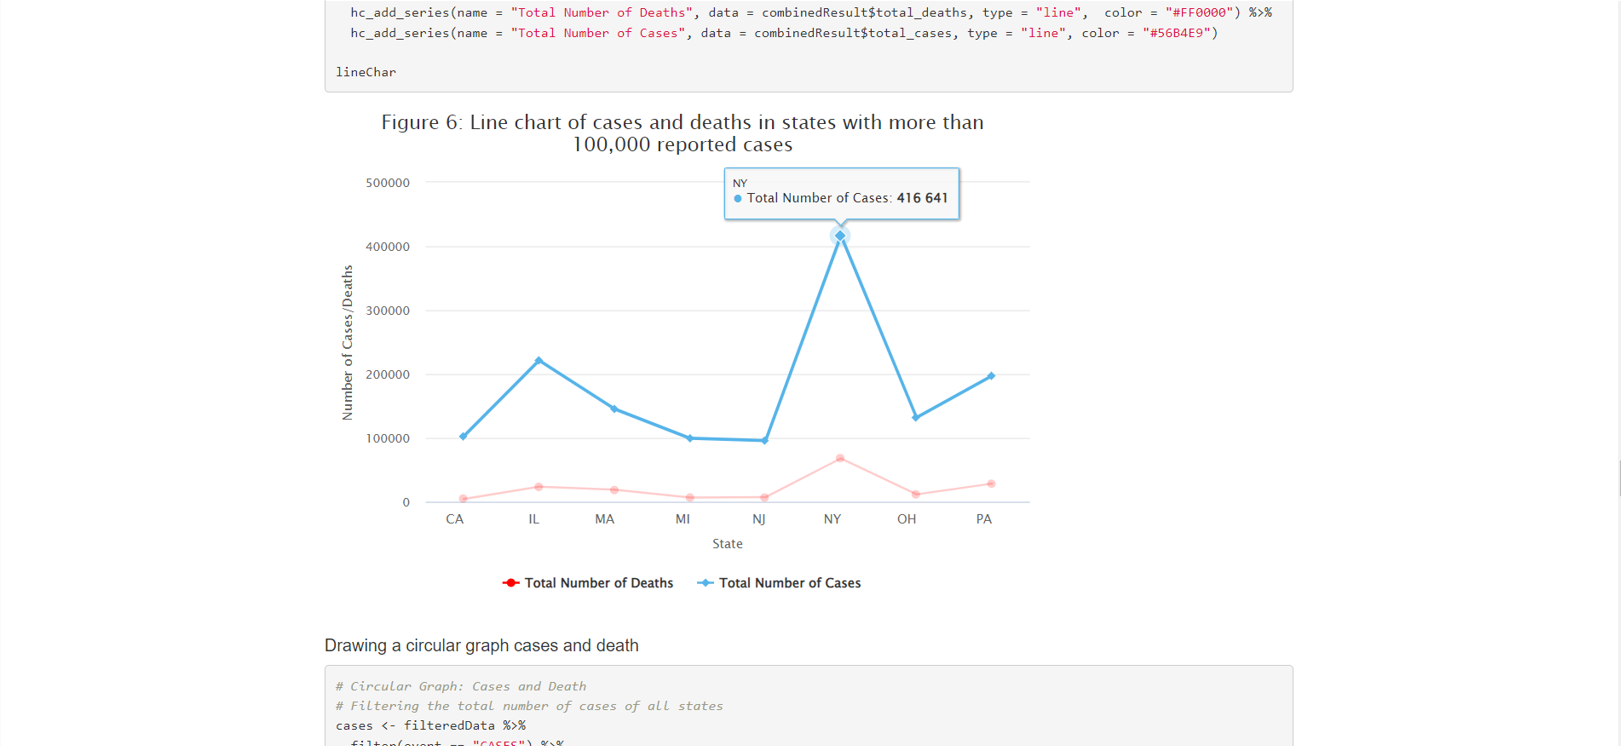 hc_add_series(name = "Total Number of Deaths", data = combinedResult$total_deaths, type = "line",  color = "#FF0000") %>%
hc_add_series(name = "Total Number of Cases", data = combinedResult$total_cases, type = "line", color = "#56B4E9")
lineChar
Figure 6: Line chart of cases and deaths in states with more than
100,000 reported cases
NY
Total Number of Cases: 416 641
Number of Cases/Deaths
500000
400000
300000
200000
100000
0
CA IL MA MI NJ NY OH PA
State
Total Number of Deaths Total Number of Cases
Drawing a circular graph cases and death
# Circular Graph: Cases and Death
# Filtering the total number of cases of all states
cases <- filteredData %>%
filter(event == "CASES") %>%